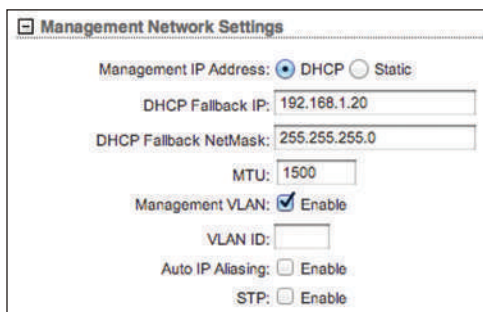 Management Network Settings
Management IP Address: DHCP Static
DHCP Fallback IP: 192.168.1.20
DHCP Fallback NetMask: 255.255.255.0
MTU: 1500
Management VLAN: Enable
VLAN ID:
Auto IP Aliasing: Enable
STP: Enable